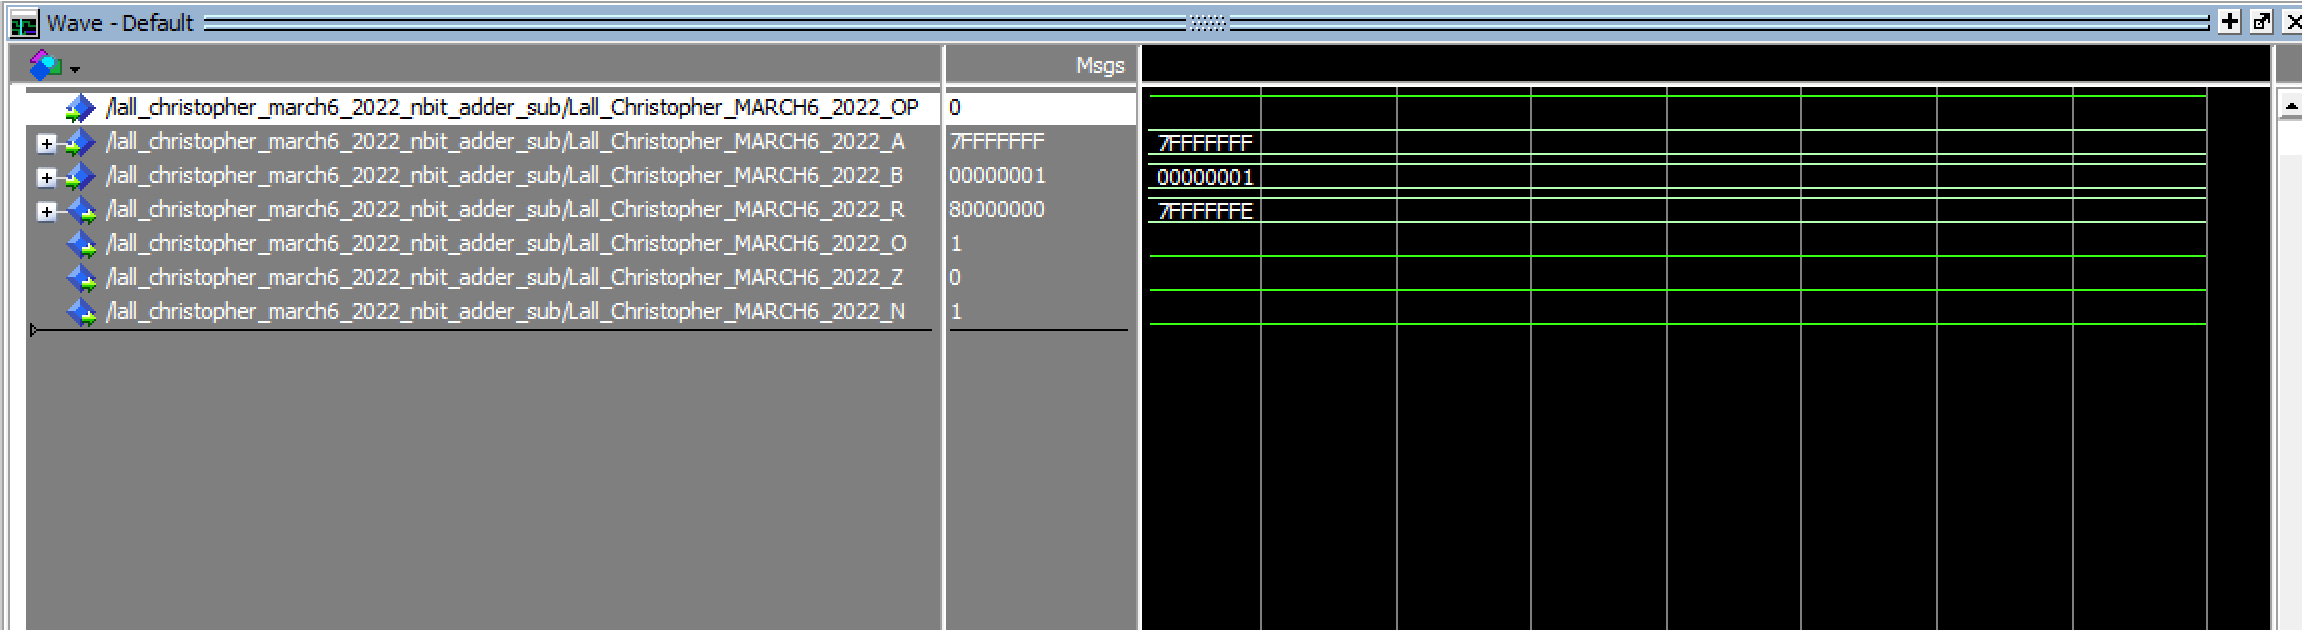 Wave - Default
Msgs
/lall_christopher_march6_2022_nbit_adder_sub/Lall_Christopher_MARCH6_2022_OP 0
/lall_christopher_march6_2022_nbit_adder_sub/Lall_Christopher_MARCH6_2022_A 7FFFFFFF 7FFFFFFF
/lall_christopher_march6_2022_nbit_adder_sub/Lall_Christopher_MARCH6_2022_B 00000001 00000001
/lall_christopher_march6_2022_nbit_adder_sub/Lall_Christopher_MARCH6_2022_R 80000000 7FFFFFFE
/lall_christopher_march6_2022_nbit_adder_sub/Lall_Christopher_MARCH6_2022_O 1
/lall_christopher_march6_2022_nbit_adder_sub/Lall_Christopher_MARCH6_2022_Z 0
/lall_christopher_march6_2022_nbit_adder_sub/Lall_Christopher_MARCH6_2022_N 1